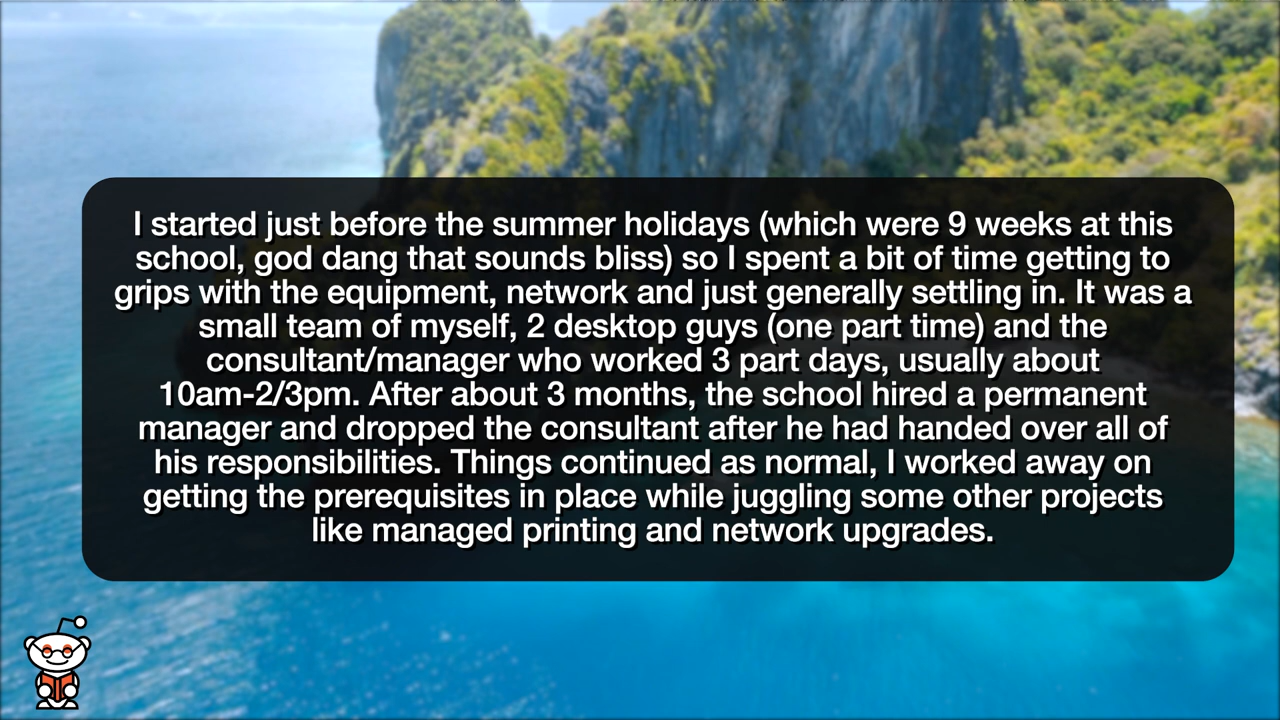 I started just before the summer holidays (which were 9 weeks at this
school, god dang that sounds bliss) so I spent a bit of time getting to
grips with the equipment, network and just generally settling in. It was a
small team of myself, 2 desktop guys (one part time) and the
consultant/manager who worked 3 part days, usually about
10am-2/3pm. After about 3 months, the school hired a permanent
manager and dropped the consultant after he had handed over all of
his responsibilities. Things continued as normal, I worked away on
getting the prerequisites in place while juggling some other projects
like managed printing and network upgrades.